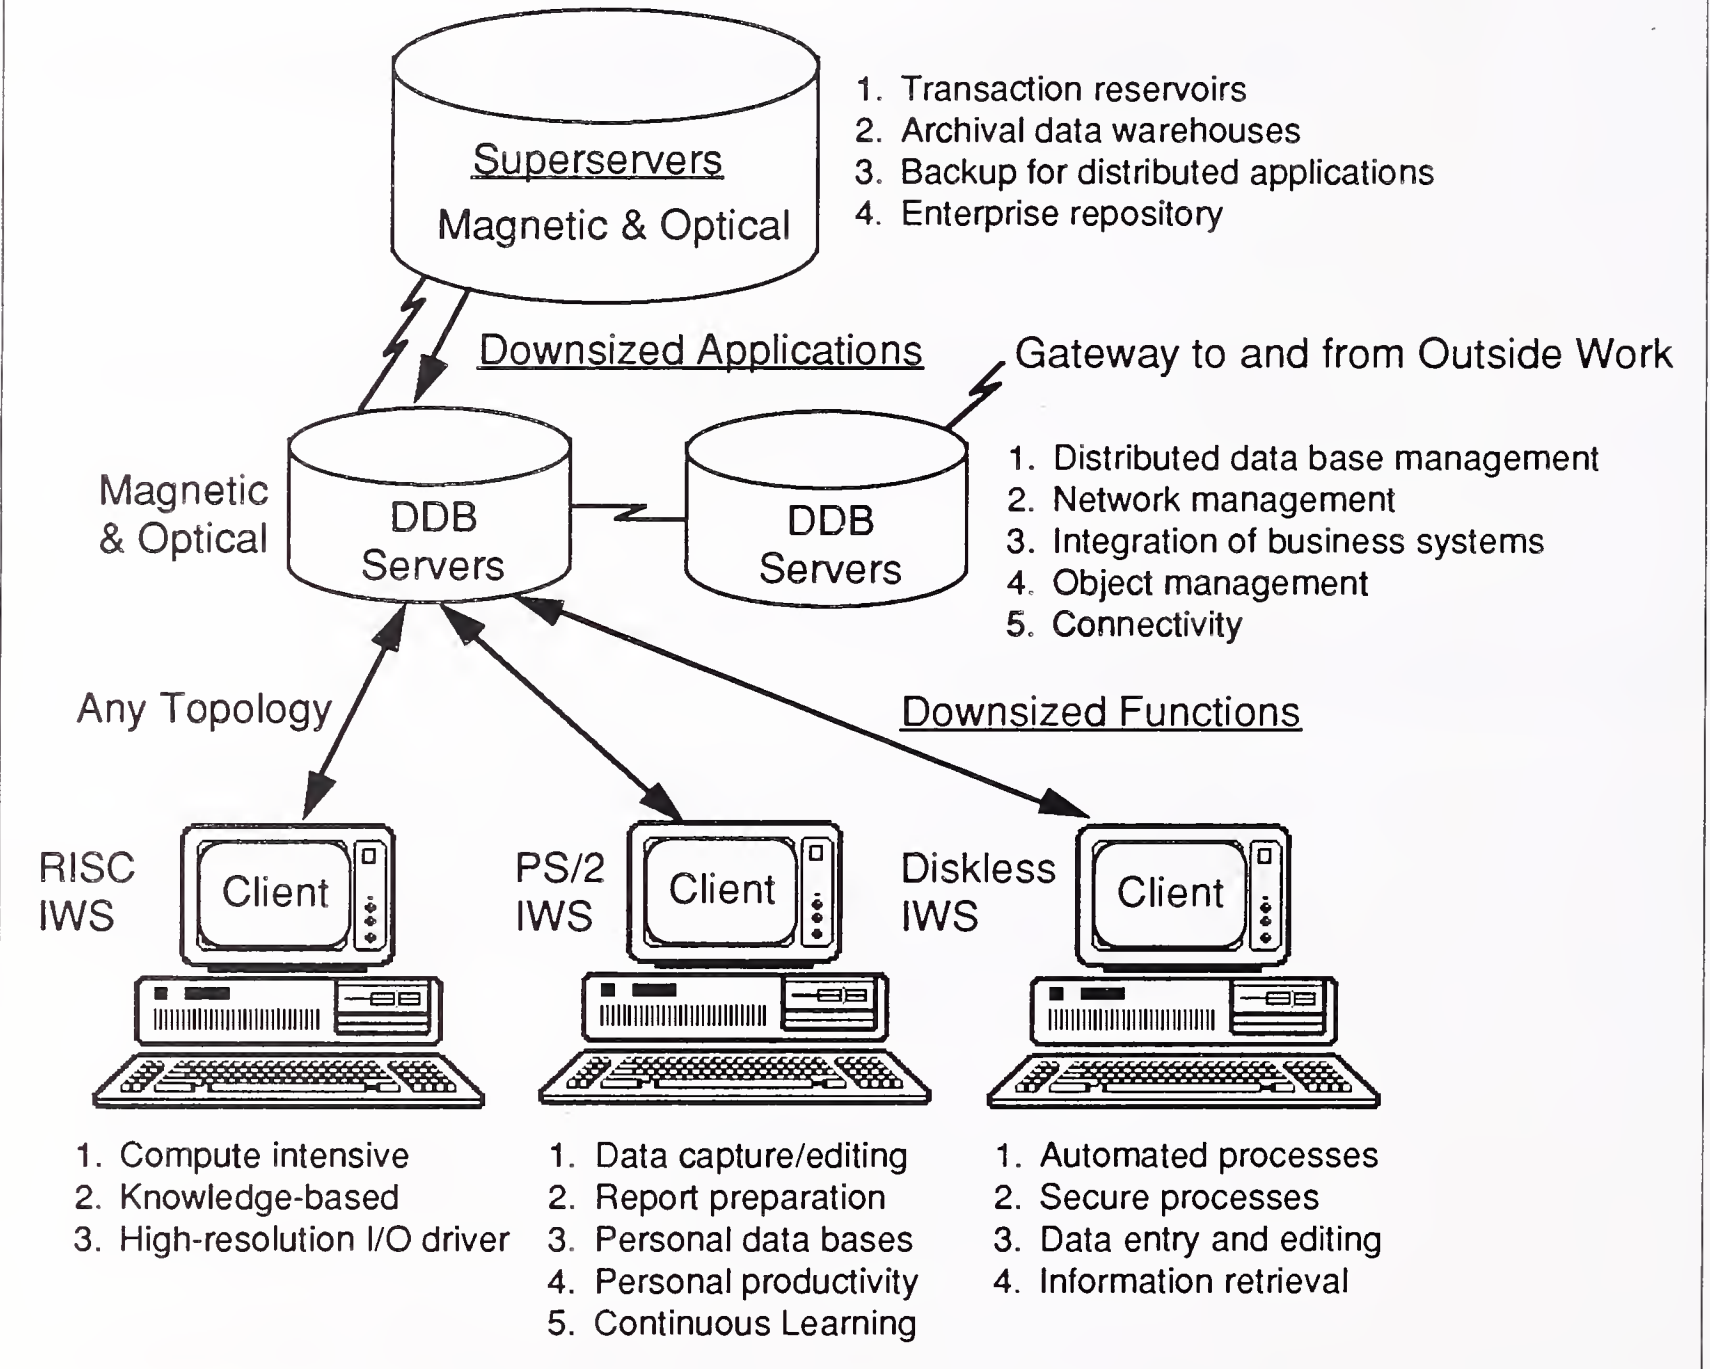 Superservers
Magnetic & Optical
1. Transaction reservoirs
2. Archival data warehouses
3. Backup for distributed applications
4. Enterprise repository
Downsized Applications
Gateway to and from Outside Work
Magnetic
& Optical
DDB
Servers
DDB
Servers
1. Distributed data base management
2. Network management
3. Integration of business systems
4. Object management
5. Connectivity
Any Topology
Downsized Functions
RISC
IWS
Client
PS/2
IWS
Client
Diskless
IWS
Client
1. Compute intensive
2. Knowledge-based
3. High-resolution I/O driver
1. Data capture/editing
2. Report preparation
3. Personal data bases
4. Personal productivity
5. Continuous Learning
1. Automated processes
2. Secure processes
3. Data entry and editing
4. Information retrieval